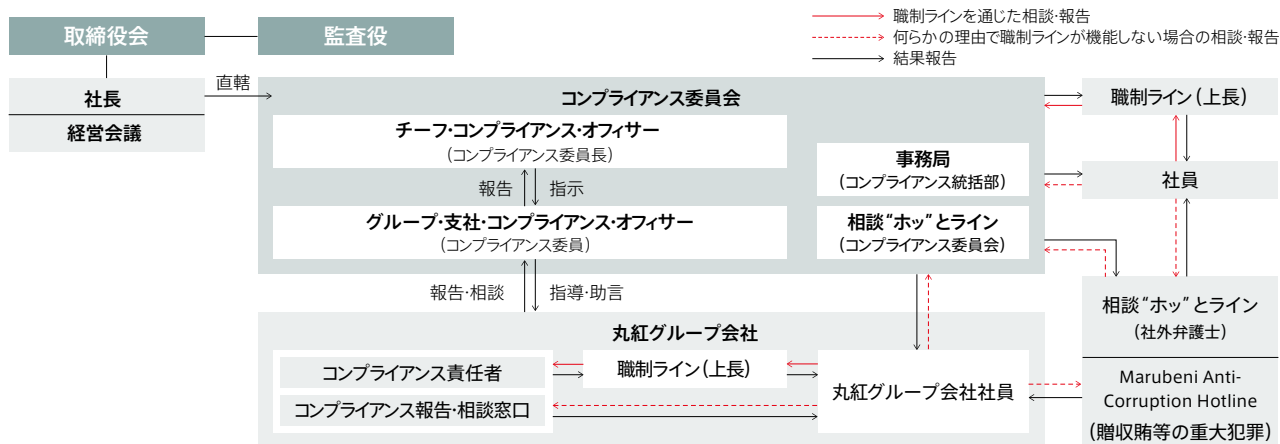 取締役会
監査役
職制ラインを通じた相談・報告
何らかの理由で職制ラインが機能しない場合の相談・報告
結果報告
社長
経営会議
直轄
コンプライアンス委員会
チーフ・コンプライアンス・オフィサー
(コンプライアンス委員長)
報告
指示
グループ・支社・コンプライアンス・オフィサー
(コンプライアンス委員)
事務局
(コンプライアンス統括部)
相談“ホッ”とライン
(コンプライアンス委員会)
職制ライン(上長)
社員
相談“ホッ”とライン
(社外弁護士)
Marubeni Anti-
Corruption Hotline
(贈収賄等の重大犯罪)
報告・相談
指導・助言
丸紅グループ会社
コンプライアンス責任者
コンプライアンス報告・相談窓口
職制ライン(上長)
丸紅グループ会社社員